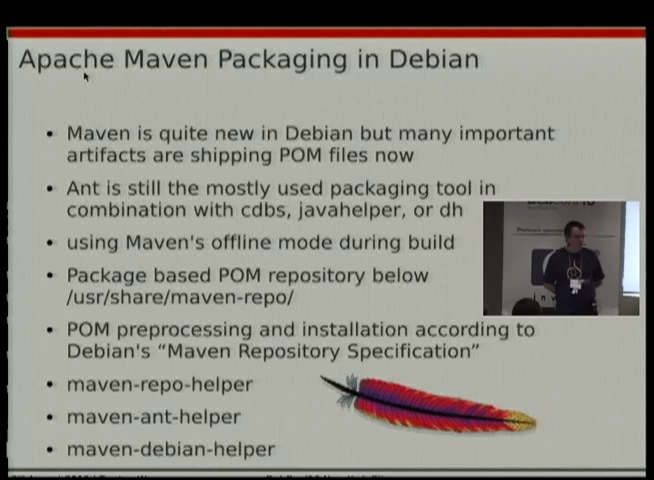 Apache Maven Packaging in Debian
• Maven is quite new in Debian but many important
artifacts are shipping POM files now
• Ant is still the mostly used packaging tool in
combination with cdbs, javahelper, or dh
• using Maven's offline mode during build
• Package based POM repository below
/usr/share/maven-repo/
• POM preprocessing and installation according to
Debian's “Maven Repository Specification”
• maven-repo-helper
• maven-ant-helper
• maven-debian-helper